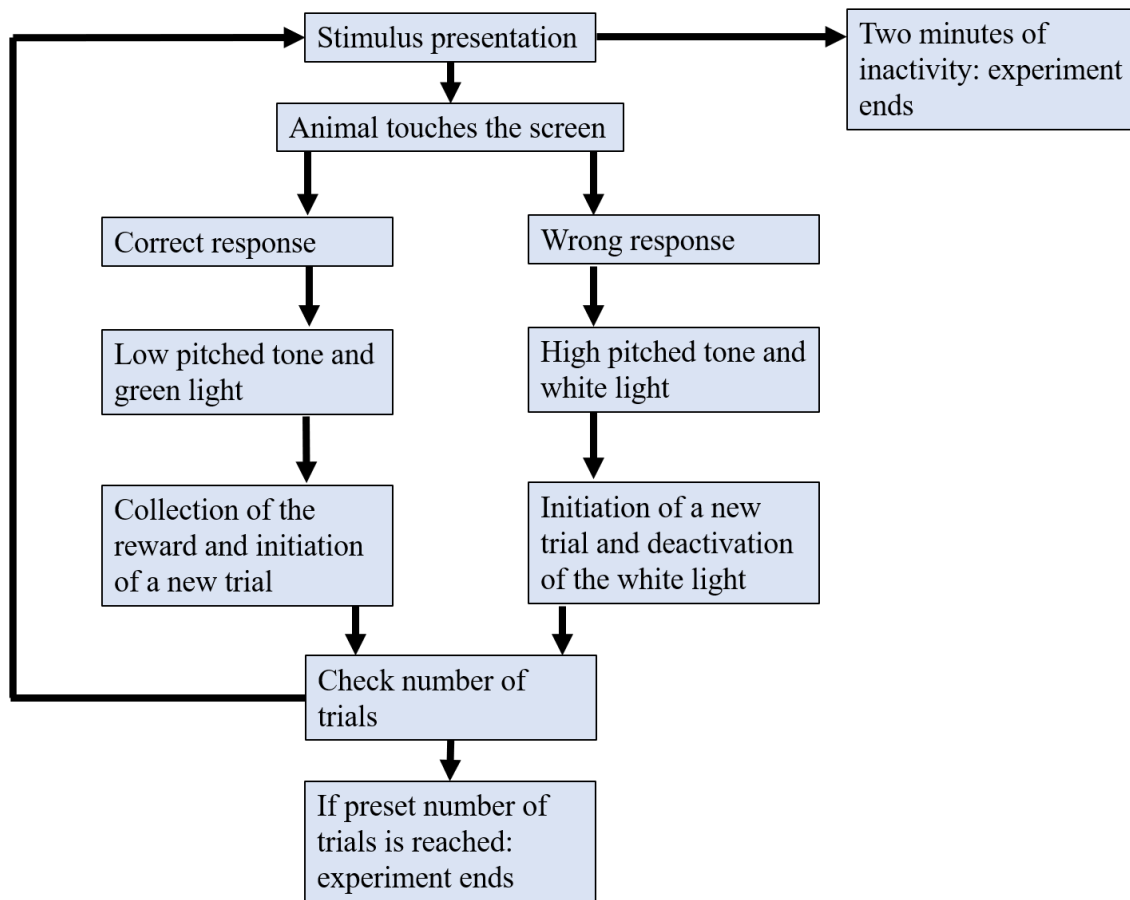 Stimulus presentation
Two minutes of
inactivity: experiment
ends
Animal touches the screen
Correct response
Wrong response
Low pitched tone and
green light
High pitched tone and
white light
Collection of the
reward and initiation
of a new trial
Initiation of a new
trial and deactivation
of the white light
Check number of
trials
If preset number of
trials is reached:
experiment ends